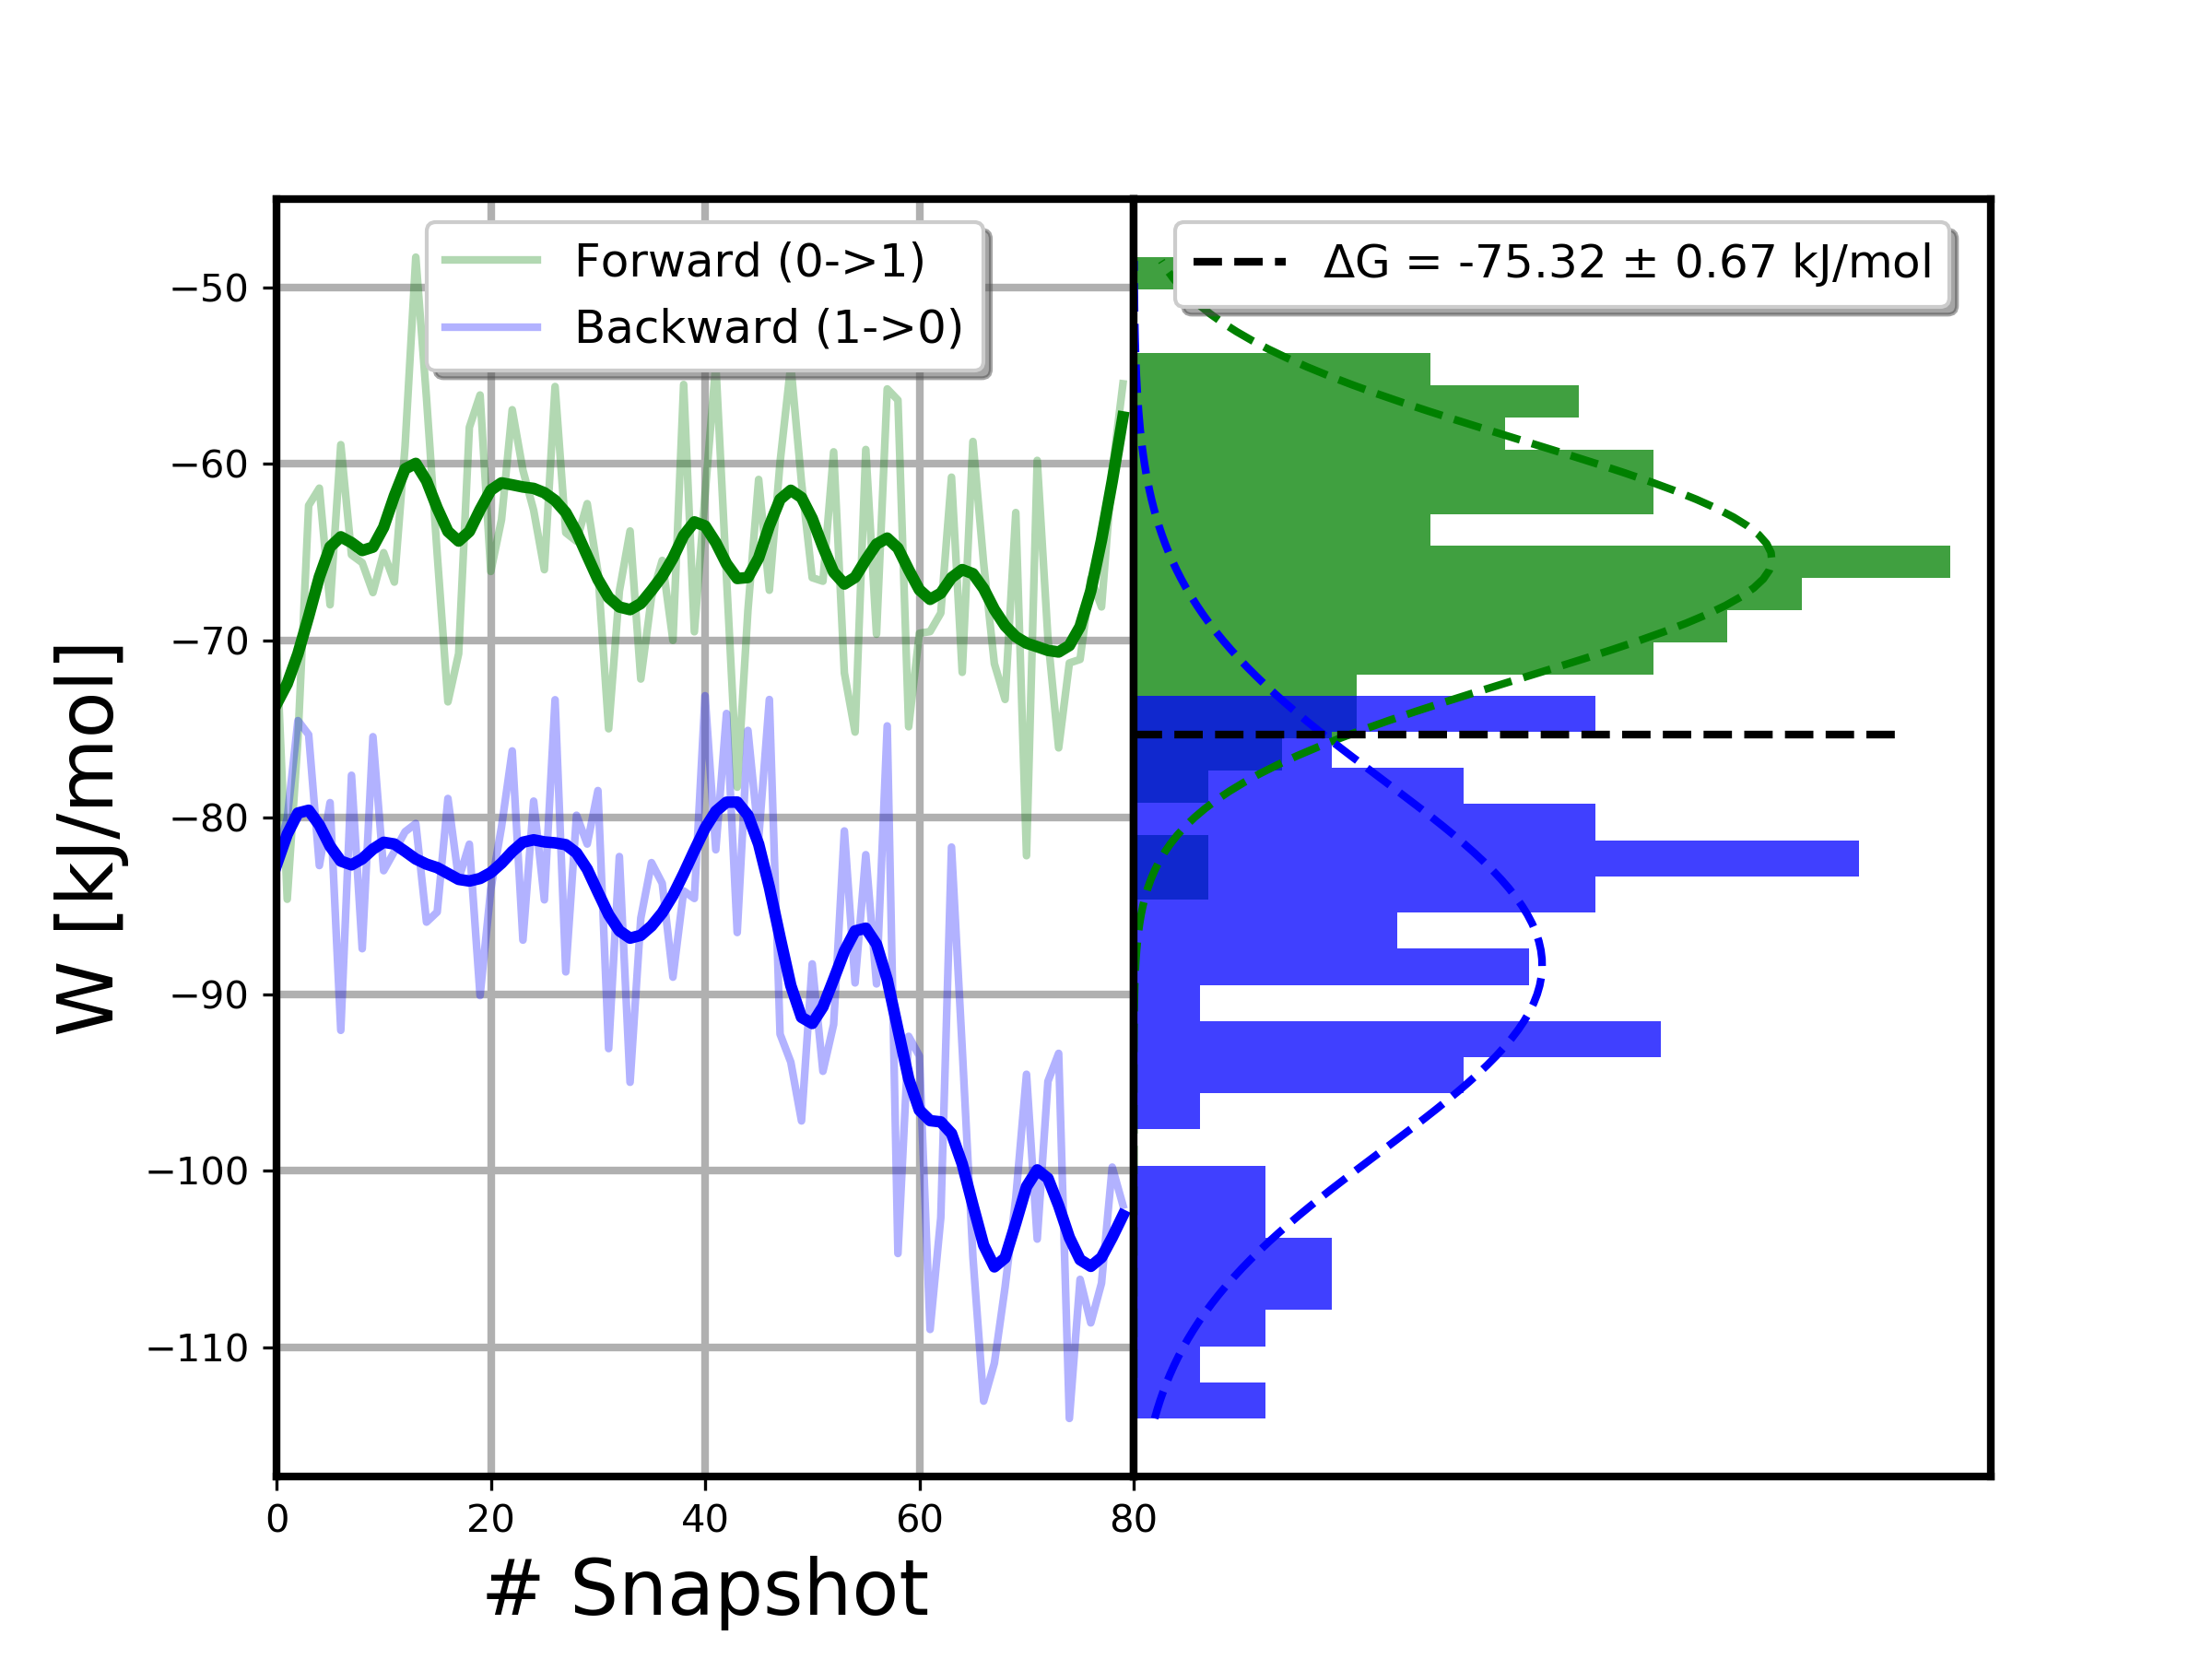 Forward (0->1)
Backward (1->0)
ΔG = -75.32 ± 0.67 kJ/mol
−50
−60
−70
−80
−90
−100
−110
W [kJ/mol]
0 20 40 60 80
# Snapshot